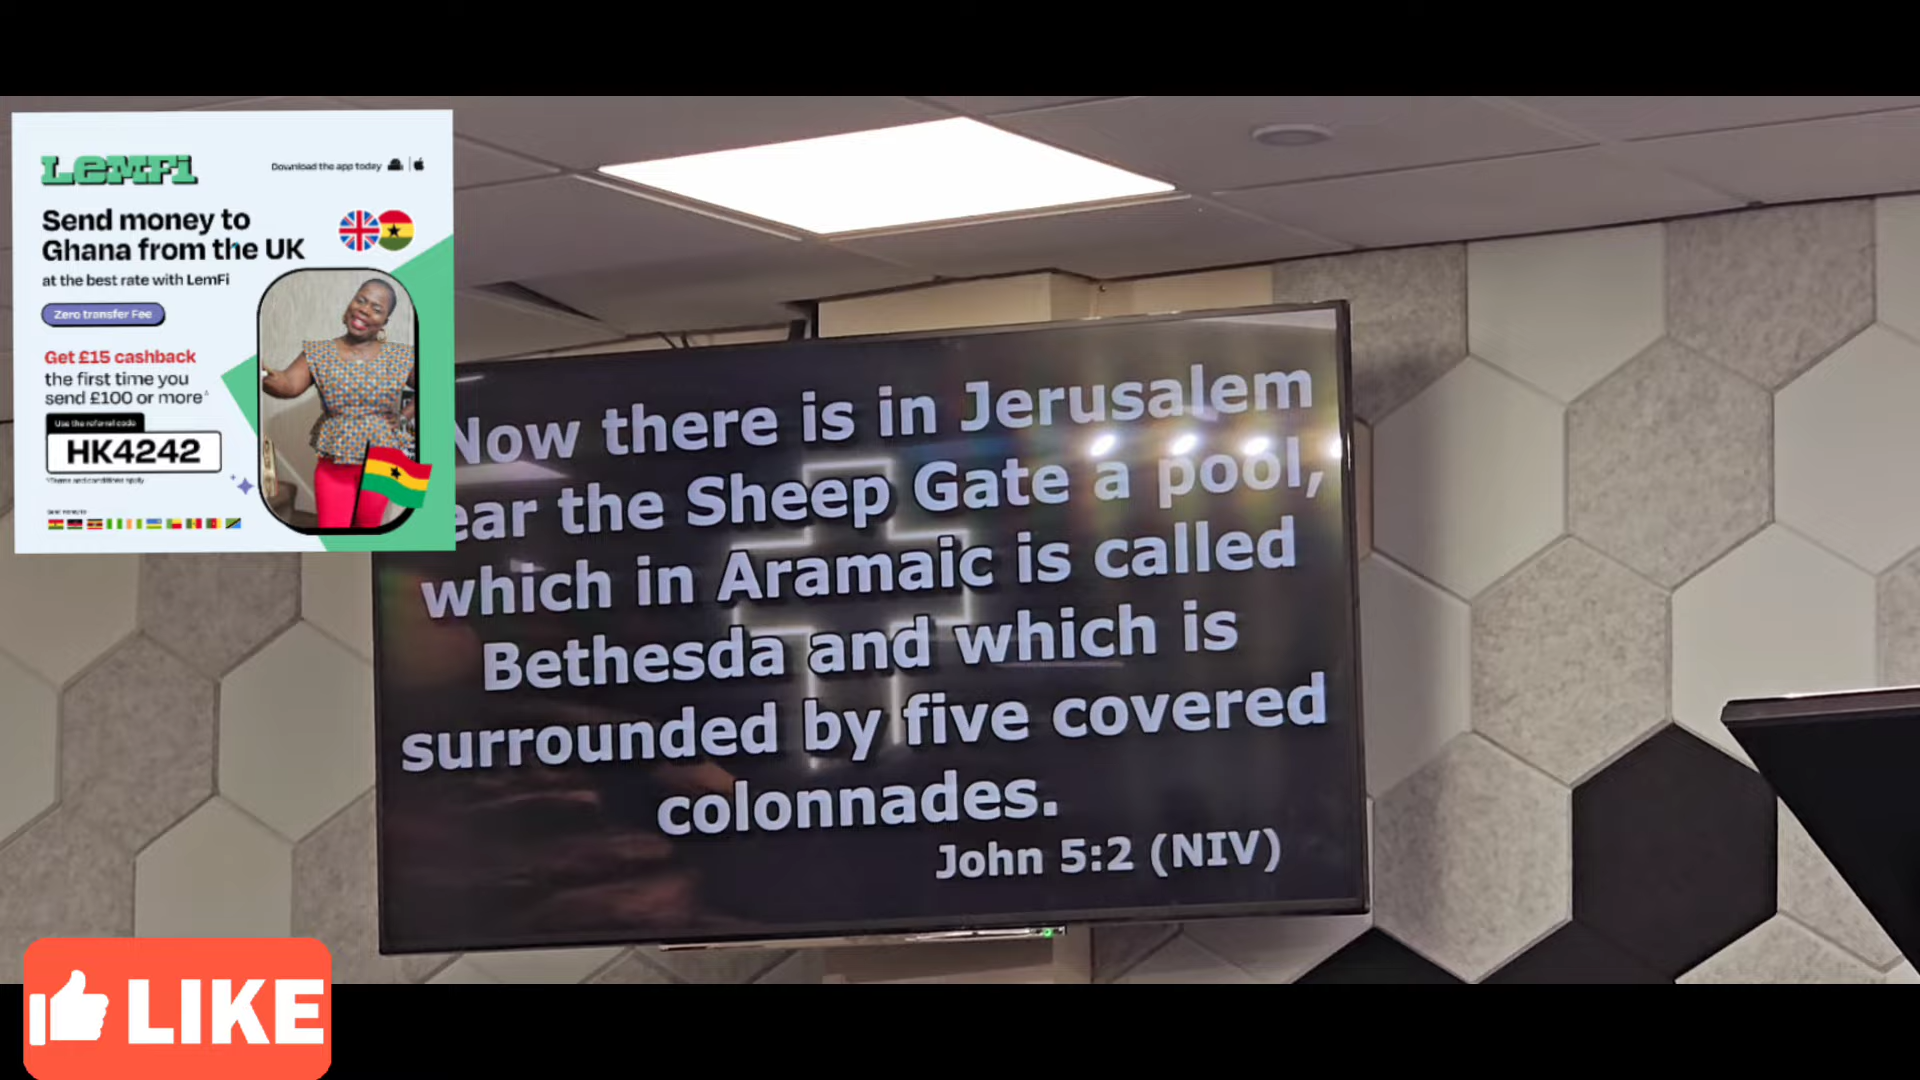 LemFi
Download the app today
Send money to
Ghana from the UK
at the best rate with LemFi
Zero transfer Fee
Get £15 cashback
the first time you
send £100 or more
Use the referral code
HK4242
Now there is in Jerusalem
ear the Sheep Gate a pool,
which in Aramaic is called
Bethesda and which is
surrounded by five covered
colonnades.
John 5:2 (NIV)
LIKE